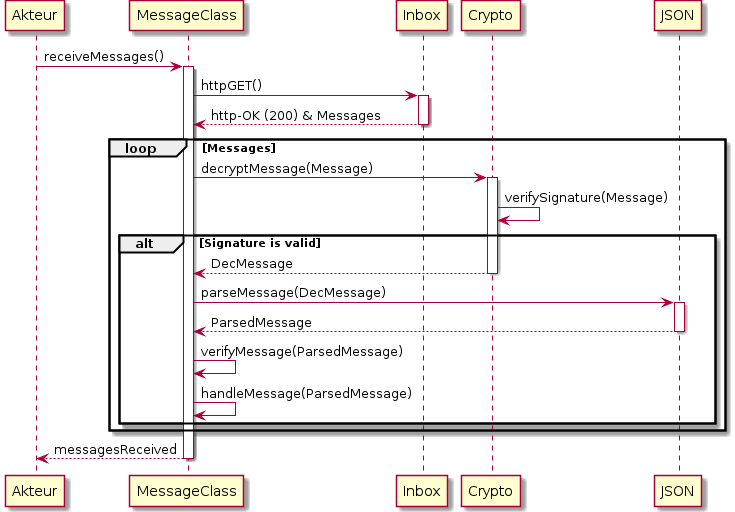 Akteur MessageClass Inbox Crypto JSON
receiveMessages()
httpGET()
http-OK (200) & Messages
loop [Messages]
decryptMessage(Message)
verifySignature(Message)
alt [Signature is valid]
DecMessage
parseMessage(DecMessage)
ParsedMessage
verifyMessage(ParsedMessage)
handleMessage(ParsedMessage)
messagesReceived
Akteur MessageClass Inbox Crypto JSON